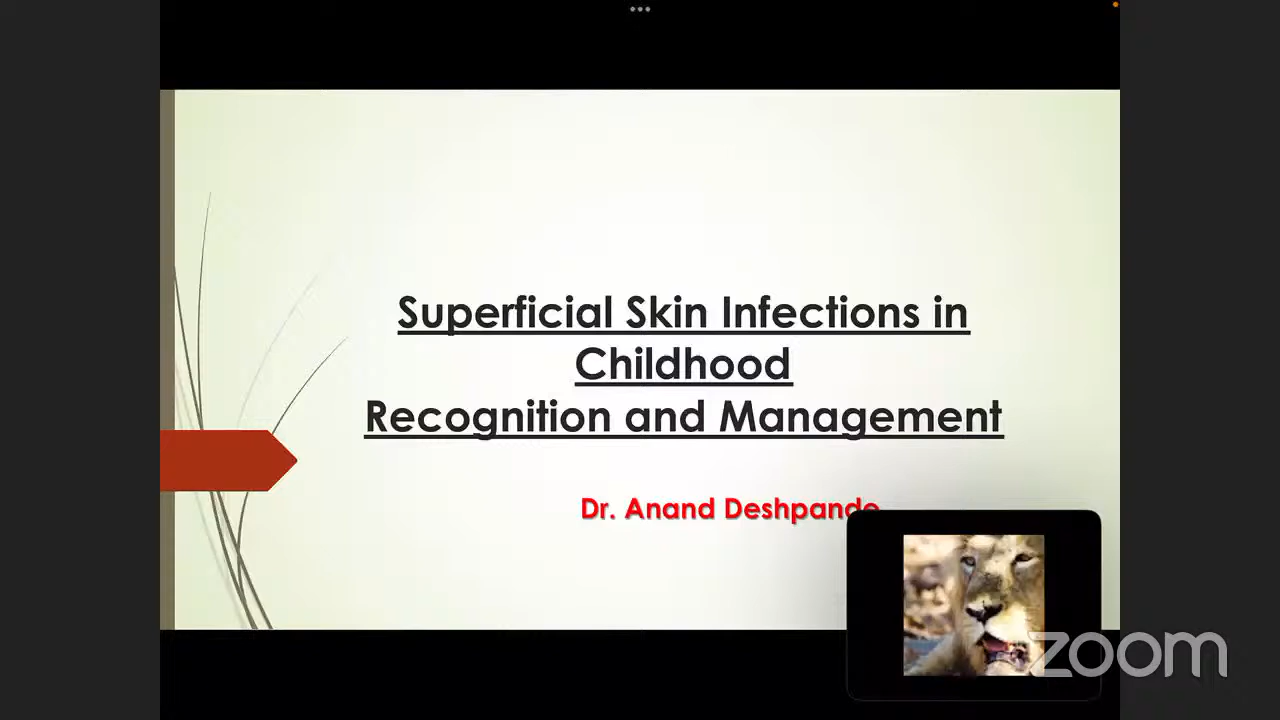 Superficial Skin Infections in
Childhood
Recognition and Management
Dr. Anand Deshpande
zoom